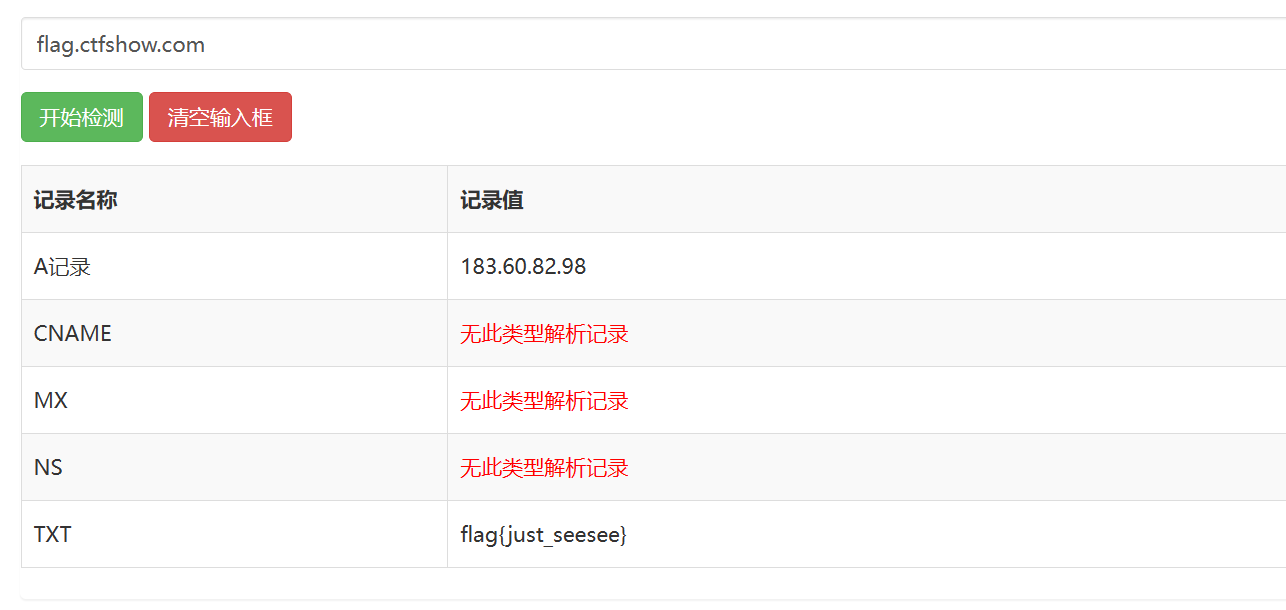 flag.ctfshow.com
开始检测 清空输入框
记录名称 记录值
A记录 183.60.82.98
CNAME 无此类型解析记录
MX 无此类型解析记录
NS 无此类型解析记录
TXT flag{just_seesee}